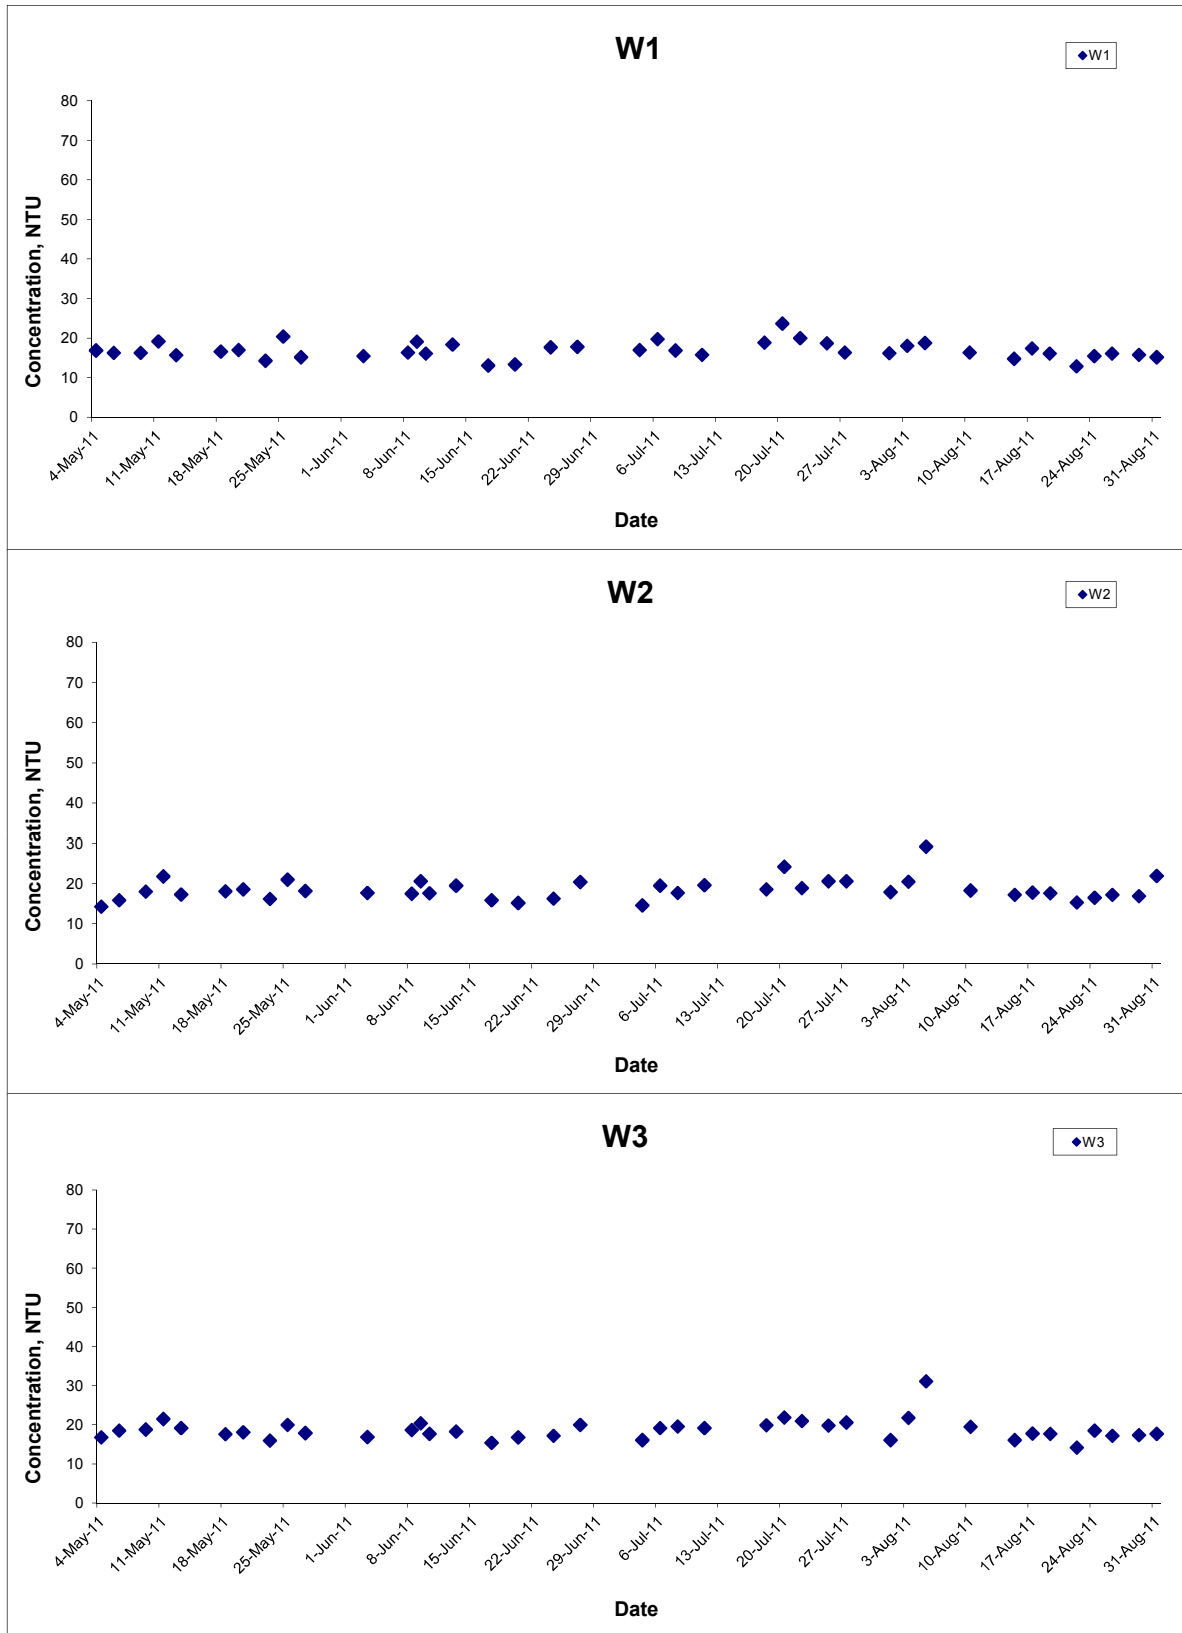 W1
W1
80
70
60
50
40
30
20
10
0
Concentration, NTU
4-May-11
11-May-11
18-May-11
25-May-11
1-Jun-11
8-Jun-11
15-Jun-11
22-Jun-11
29-Jun-11
6-Jul-11
13-Jul-11
20-Jul-11
27-Jul-11
3-Aug-11
10-Aug-11
17-Aug-11
24-Aug-11
31-Aug-11
Date
W2
W2
80
70
60
50
40
30
20
10
0
Concentration, NTU
4-May-11
11-May-11
18-May-11
25-May-11
1-Jun-11
8-Jun-11
15-Jun-11
22-Jun-11
29-Jun-11
6-Jul-11
13-Jul-11
20-Jul-11
27-Jul-11
3-Aug-11
10-Aug-11
17-Aug-11
24-Aug-11
31-Aug-11
Date
W3
W3
80
70
60
50
40
30
20
10
0
Concentration, NTU
4-May-11
11-May-11
18-May-11
25-May-11
1-Jun-11
8-Jun-11
15-Jun-11
22-Jun-11
29-Jun-11
6-Jul-11
13-Jul-11
20-Jul-11
27-Jul-11
3-Aug-11
10-Aug-11
17-Aug-11
24-Aug-11
31-Aug-11
Date